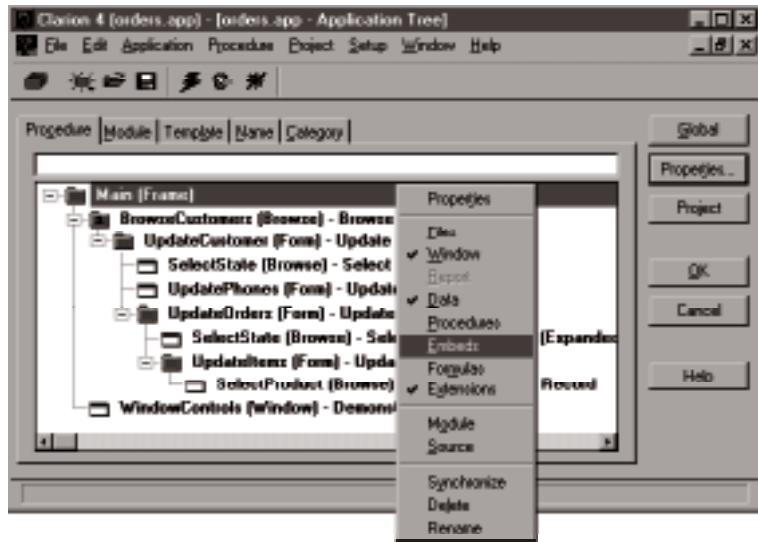 Clarion 4 (orders.app) - [orders.app - Application Tree]
File Edit Application Procedure Project Setup Window Help
Procedure Module Template Name Category
Global
Properties...
Project
OK
Cancel
Help
Main (Frame)
BrowseCustomers (Browse) - Browse
UpdateCustomer (Form) - Update
SelectState (Browse) - Select
UpdatePhones (Form) - Update
UpdateOrders (Form) - Update
SelectState (Browse) - Sele (Expanded
UpdateItems (Form) - Upda
SelectProduct (Browse) Record
WindowControls (Window) - Demonst
Properties
Files
Window
Report
Data
Procedures
Embeds
Formulas
Extensions
Module
Source
Synchronize
Delete
Rename